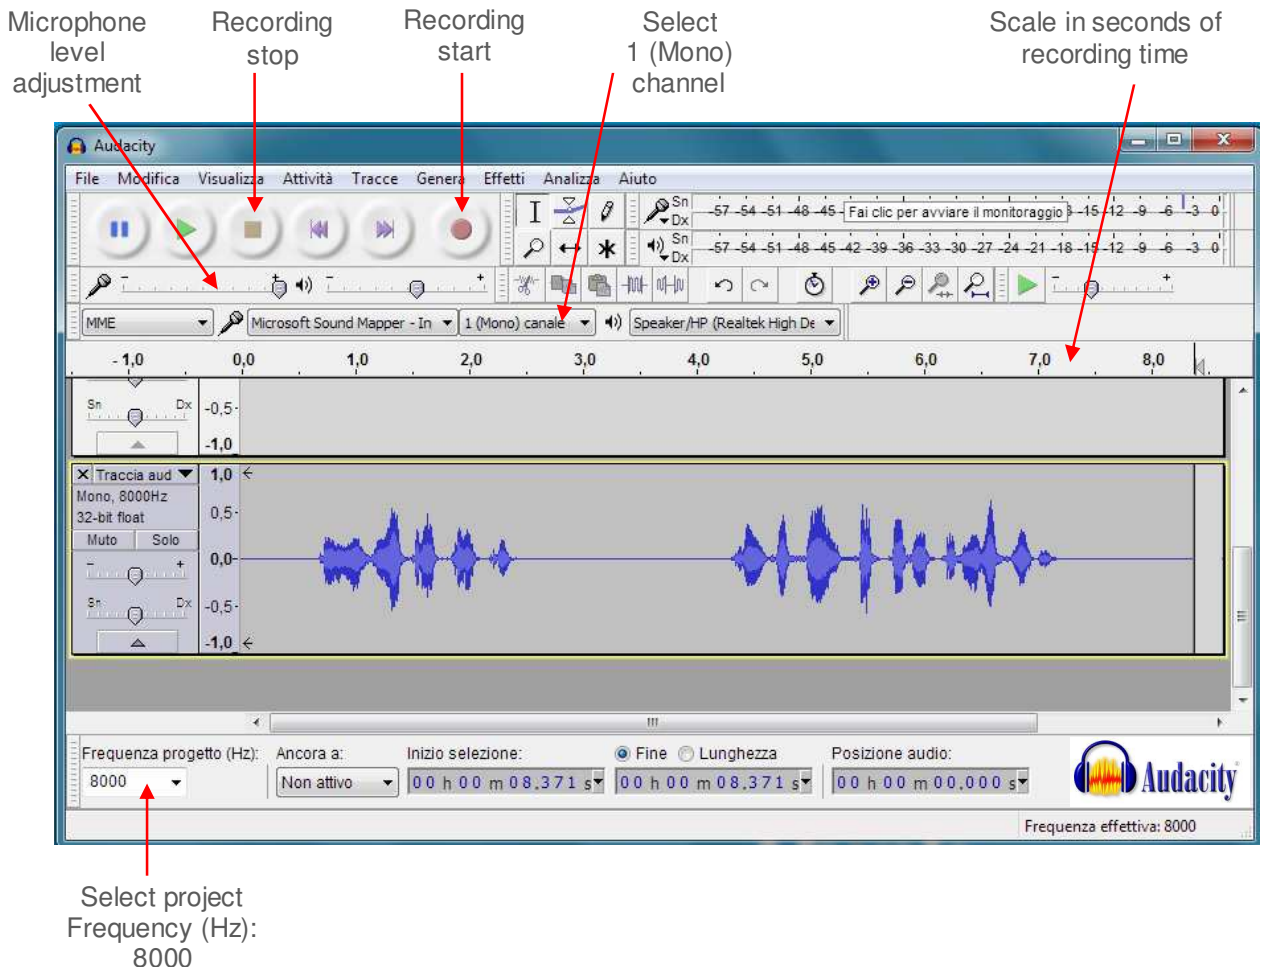 Microphone
level
adjustment
Recording
stop
Recording
start
Select
1 (Mono)
channel
Scale in seconds of
recording time
Audacity
File Modifica Visualizza Attività Tracce Genera Effetti Analizza Aiuto
Sn
Dx
-57 -54 -51 -48 -45 Fai clic per avviare il monitoraggio -15 -12 -9 -6 -3 0
Sn
Dx
-57 -54 -51 -48 -45 -42 -39 -36 -33 -30 -27 -24 -21 -18 -15 -12 -9 -6 -3 0
- + - + - +
MME Microsoft Sound Mapper - In 1 (Mono) canale Speaker/HP (Realtek High De
- 1,0 0,0 1,0 2,0 3,0 4,0 5,0 6,0 7,0 8,0
Sn Dx
-0,5
-1,0
X Traccia aud 1,0
Mono, 8000Hz
32-bit float 0,5
Muto Solo
- + 0,0
Sn Dx -0,5
-1,0
Frequenza progetto (Hz): Ancora a: Inizio selezione: Fine Lunghezza Posizione audio:
8000 Non attivo 00 h 00 m 08.371 s 00 h 00 m 08.371 s 00 h 00 m 00.000 s
Audacity
Frequenza effettiva: 8000
Select project
Frequency (Hz):
8000